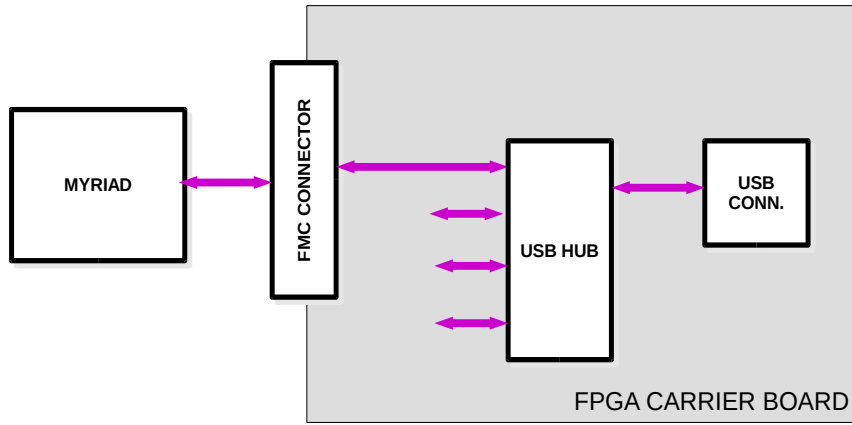 MYRIAD
FMC CONNECTOR
USB HUB
USB
CONN.
FPGA CARRIER BOARD